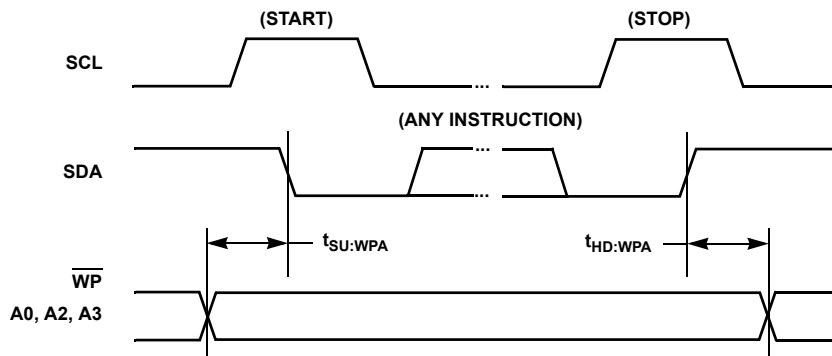 (START) (STOP)
SCL
...
(ANY INSTRUCTION)
...
SDA
...
tSU:WPA tHD:WPA
WP
A0, A2, A3